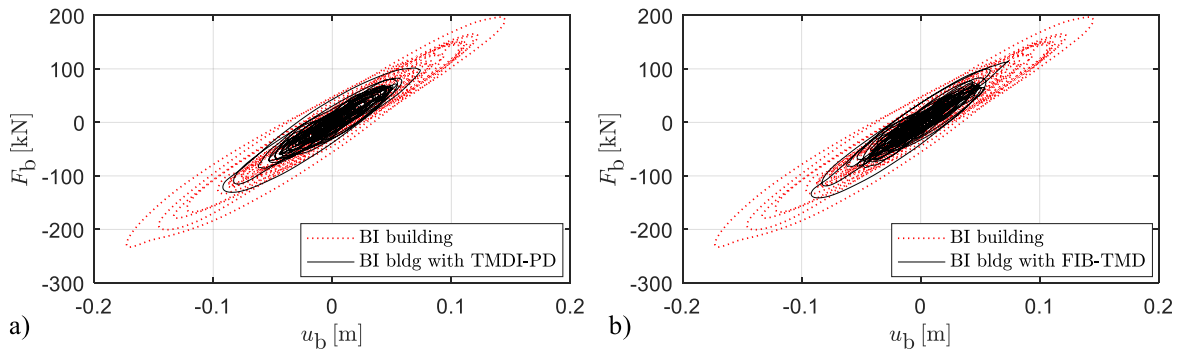 200
100
0
-100
-200
-300
F_b [kN]
BI building
BI bldg with TMDI-PD
-0.2 -0.1 0 0.1 0.2
a) u_b [m]
200
100
0
-100
-200
-300
F_b [kN]
BI building
BI bldg with FIB-TMD
-0.2 -0.1 0 0.1 0.2
b) u_b [m]